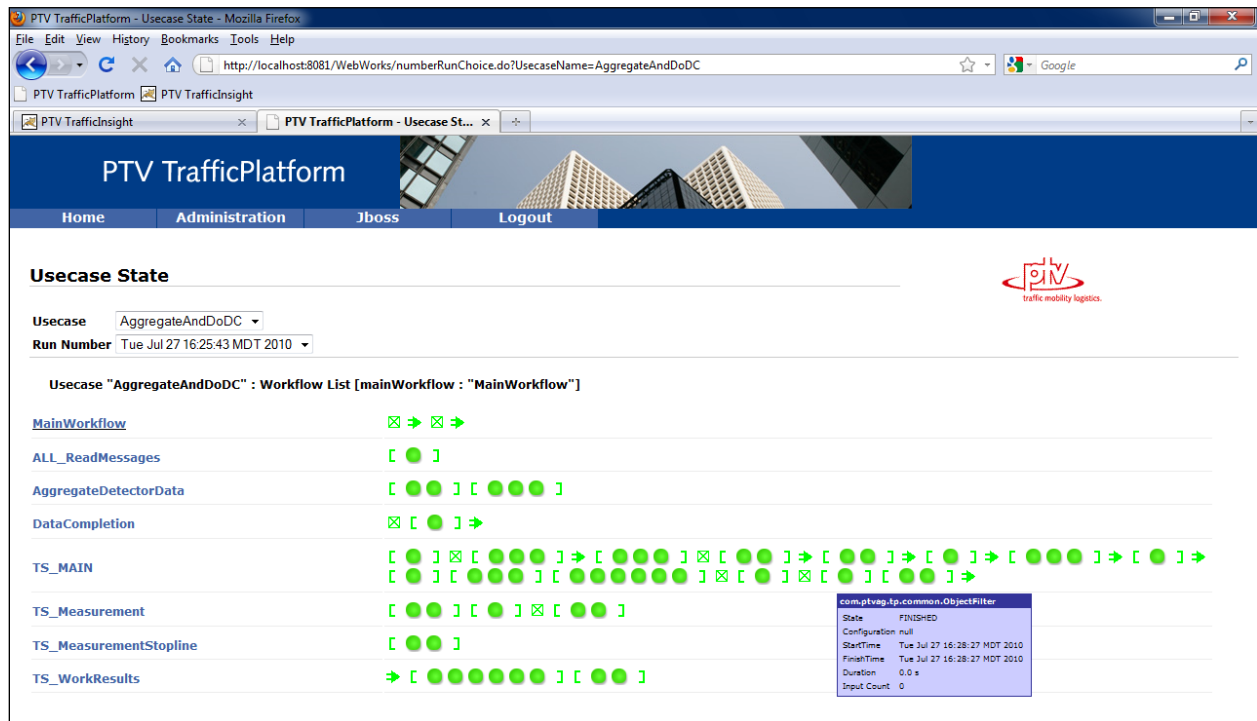 PTV TrafficPlatform - Usecase State - Mozilla Firefox
File Edit View History Bookmarks Tools Help
http://localhost:8081/WebWorks/numberRunChoice.do?UsecaseName=AggregateAndDoDC
Google
PTV TrafficPlatform PTV TrafficInsight
PTV TrafficInsight PTV TrafficPlatform - Usecase St...
PTV TrafficPlatform
Home Administration Jboss Logout
Usecase State
ptv
traffic mobility logistics.
Usecase AggregateAndDoDC
Run Number Tue Jul 27 16:25:43 MDT 2010
Usecase "AggregateAndDoDC" : Workflow List [mainWorkflow : "MainWorkflow"]
MainWorkflow
ALL_ReadMessages
AggregateDetectorData
DataCompletion
TS_MAIN
TS_Measurement
TS_MeasurementStopline
TS_WorkResults
com.ptvag.tp.common.ObjectFilter
State FINISHED
Configuration null
StartTime Tue Jul 27 16:28:27 MDT 2010
FinishTime Tue Jul 27 16:28:27 MDT 2010
Duration 0.0 s
Input Count 0